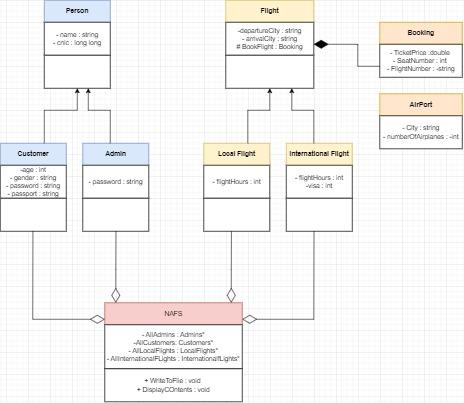 Person
- name : string
- cnic : long long
Flight
-departureCity : string
- arrivalCity : string
# BookFlight : Booking
Booking
- TicketPrice :double
- SeatNumber : int
- FlightNumber : -string
AirPort
- City : string
- numberOfAirplanes : -int
Customer
-age : int
- gender : string
- password : string
- passport : string
Admin
- password : string
Local Flight
- flightHours : int
International Flight
- flightHours : int
-visa : int
NAFS
- AllAdmins : Admins*
-AllCustomers: Customers*
- AllLocalFlights : LocalFlights*
- AllInternationalFLights : InternationalFlights*
+ WriteToFile : void
+ DisplayCOntents : void